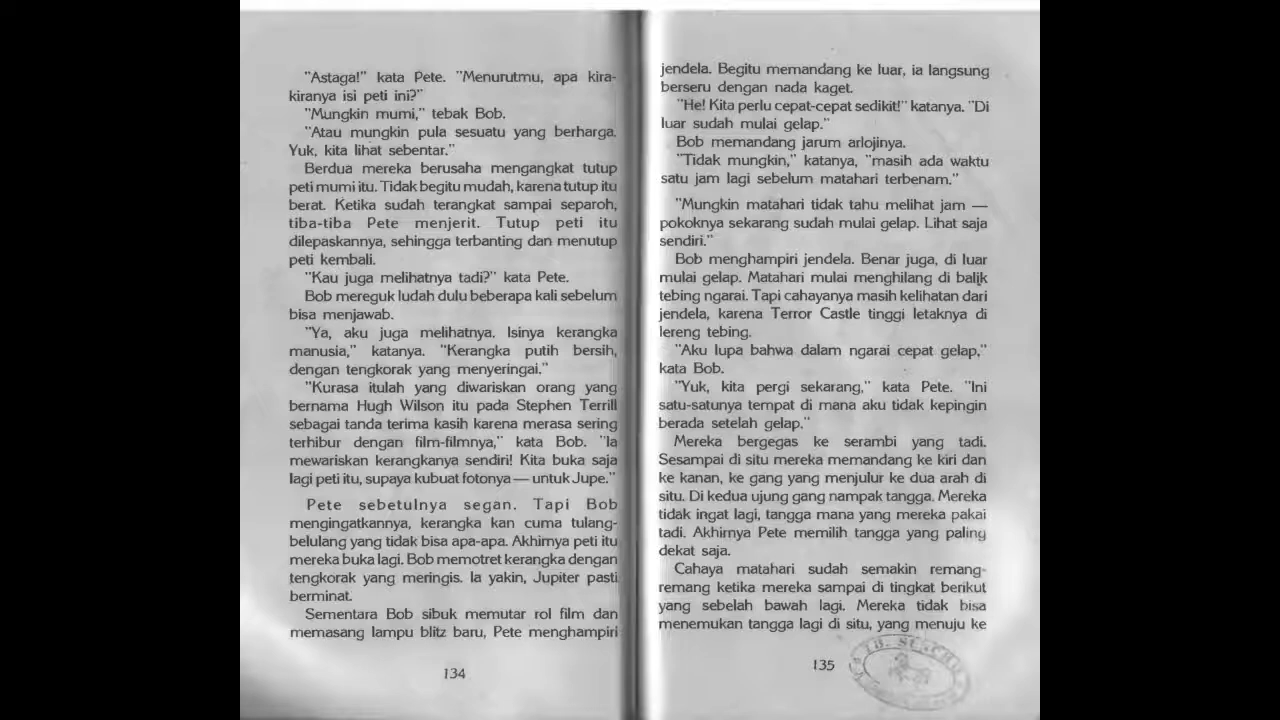 "Astaga!" kata Pete. "Menurutmu, apa kira-
kiranya isi peti ini?"
"Mungkin mumi," tebak Bob.
"Atau mungkin pula sesuatu yang berharga.
Yuk, kita lihat sebentar."
Berdua mereka berusaha mengangkat tutup
peti mumi itu. Tidak begitu mudah, karena tutup itu
berat. Ketika sudah terangkat sampai separoh,
tiba-tiba Pete menjerit. Tutup peti itu
dilepaskannya, sehingga terbanting dan menutup
peti kembali.
"Kau juga melihatnya tadi?" kata Pete.
Bob mereguk ludah dulu beberapa kali sebelum
bisa menjawab.
"Ya, aku juga melihatnya. Isinya kerangka
manusia," katanya. "Kerangka putih bersih,
dengan tengkorak yang menyeringai."
"Kurasa itulah yang diwariskan orang yang
bernama Hugh Wilson itu pada Stephen Terrill
sebagai tanda terima kasih karena merasa sering
terhibur dengan film-filmnya," kata Bob. "Ia
mewariskan kerangkanya sendiri! Kita buka saja
lagi peti itu, supaya kubuat fotonya — untuk Jupe."
Pete sebetulnya segan. Tapi Bob
mengingatkannya, kerangka kan cuma tulang-
belulang yang tidak bisa apa-apa. Akhirnya peti itu
mereka buka lagi. Bob memotret kerangka dengan
tengkorak yang meringis. Ia yakin, Jupiter pasti
berminat.
Sementara Bob sibuk memutar rol film dan
memasang lampu blitz baru, Pete menghampiri
134
jendela. Begitu memandang ke luar, ia langsung
berseru dengan nada kaget.
"He! Kita perlu cepat-cepat sedikit!" katanya. "Di
luar sudah mulai gelap."
Bob memandang jarum arlojinya.
"Tidak mungkin," katanya, "masih ada waktu
satu jam lagi sebelum matahari terbenam."
"Mungkin matahari tidak tahu melihat jam —
pokoknya sekarang sudah mulai gelap. Lihat saja
sendiri."
Bob menghampiri jendela. Benar juga, di luar
mulai gelap. Matahari mulai menghilang di balik
tebing ngarai. Tapi cahayanya masih kelihatan dari
jendela, karena Terror Castle tinggi letaknya di
lereng tebing.
"Aku lupa bahwa dalam ngarai cepat gelap,"
kata Bob.
"Yuk, kita pergi sekarang," kata Pete. "Ini
satu-satunya tempat di mana aku tidak kepingin
berada setelah gelap."
Mereka bergegas ke serambi yang tadi.
Sesampai di situ mereka memandang ke kiri dan
ke kanan, ke gang yang menjulur ke dua arah di
situ. Di kedua ujung gang nampak tangga. Mereka
tidak ingat lagi, tangga mana yang mereka pakai
tadi. Akhirnya Pete memilih tangga yang paling
dekat saja.
Cahaya matahari sudah semakin remang-
remang ketika mereka sampai di tingkat berikut
yang sebelah bawah lagi. Mereka tidak bisa
menemukan tangga lagi di situ, yang menuju ke
135